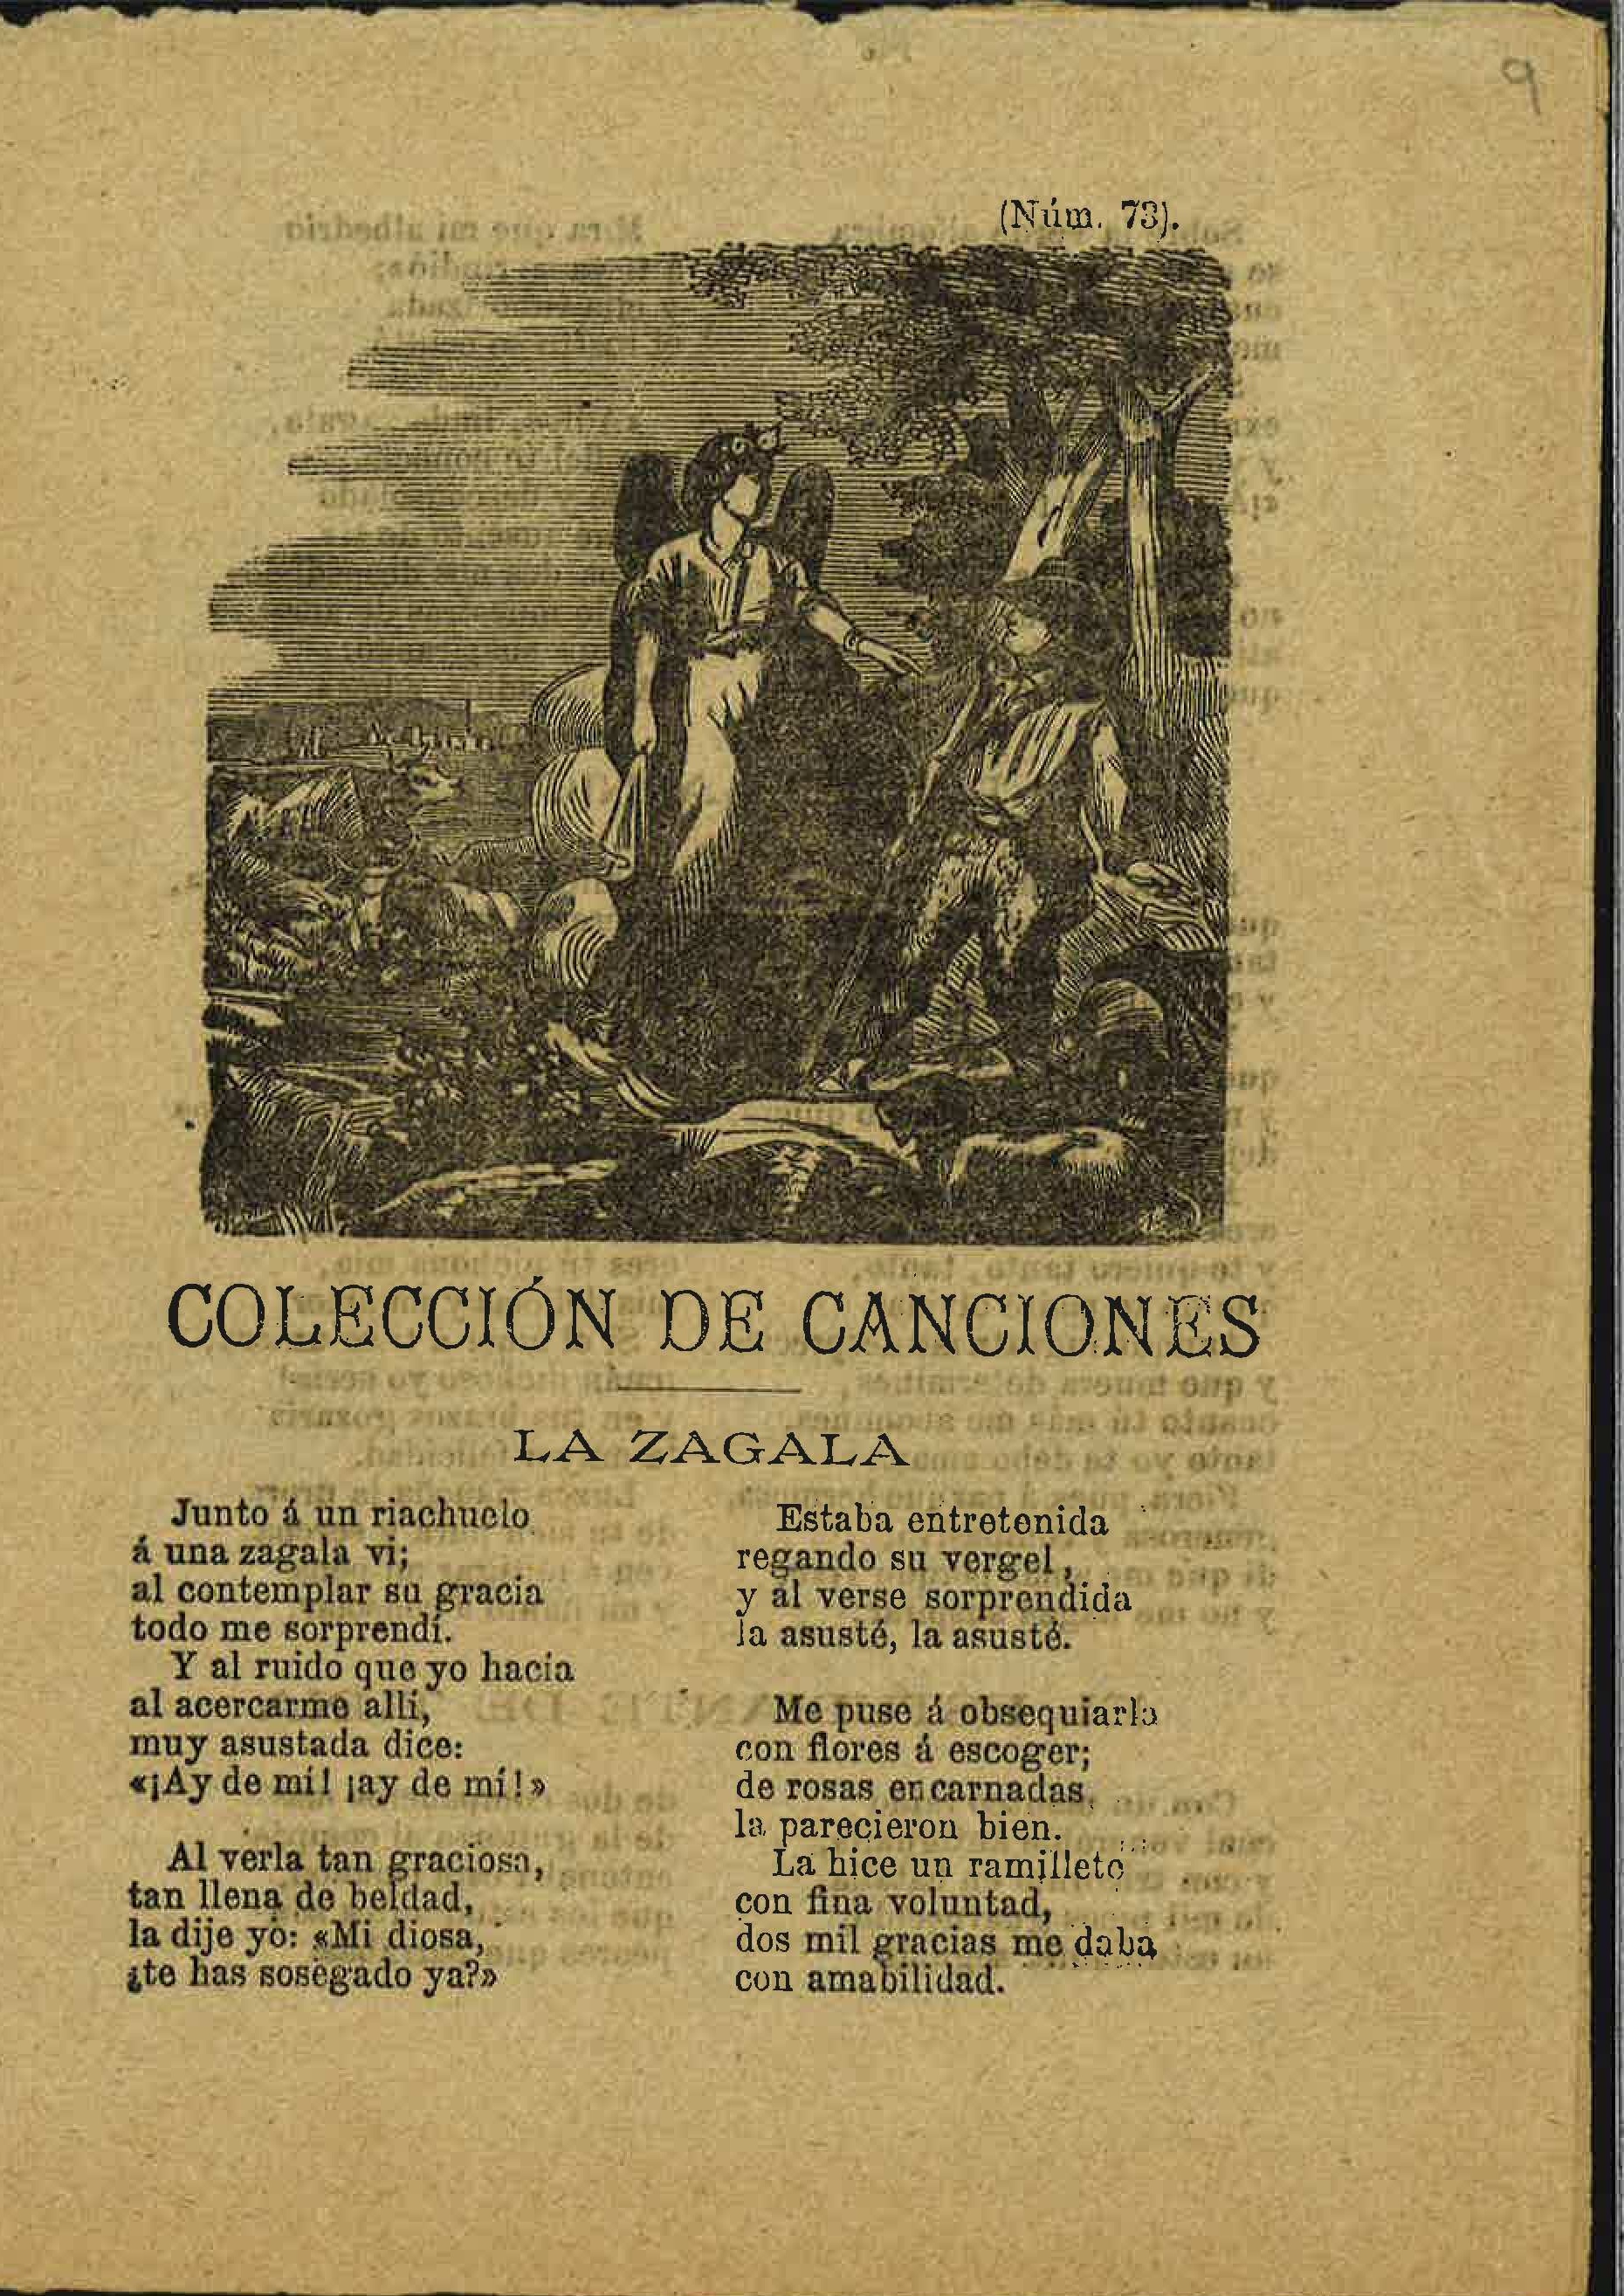 9
(Núm. 73).
COLECCIÓN DE CANCIONES
LA ZAGALA
Junto á un riachuelo
á una zagala vi;
al contemplar su gracia
todo me sorprendí.
Y al ruido que yo hacia
al acercarme allí,
muy asustada dice:
«¡Ay de mí! ¡ay de mí!»
Al verla tan graciosa,
tan llena de beldad,
la dije yo: «Mi diosa,
¿te has sosegado ya?»
Estaba entretenida
regando su vergel,
y al verse sorprendida
la asusté, la asusté.
Me puse á obsequiarla
con flores á escoger;
de rosas encarnadas,
la parecieron bien.
La hice un ramillete
con fina voluntad,
dos mil gracias me daba
con amabilidad.